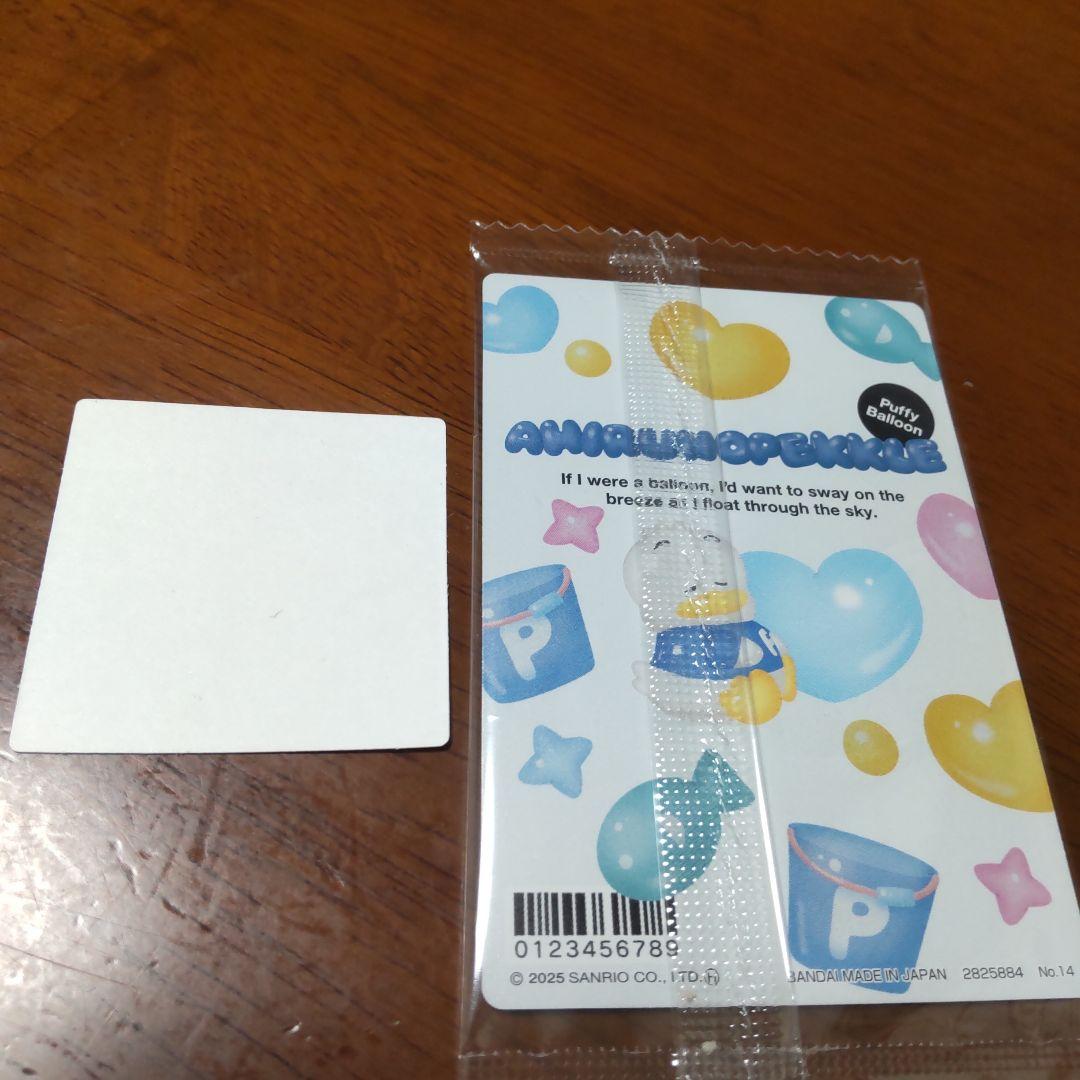 Puffy
Balloon
AHIRUNOPEKKLE
If I were a balloon, I'd want to sway on the
breeze as I float through the sky.
P
P
0123456789
© 2025 SANRIO CO., LTD. Ⓗ
BANDAI MADE IN JAPAN 2825884 No.14